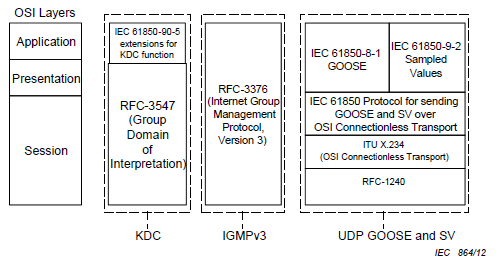 OSI Layers
Application
Presentation
Session
IEC 61850-90-5
extensions for
KDC function
RFC-3547
(Group
Domain
of
Interpretation)
KDC
RFC-3376
(Internet Group
Management
Protocol,
Version 3)
IGMPv3
IEC 61850-8-1
GOOSE
IEC 61850-9-2
Sampled
Values
IEC 61850 Protocol for sending
GOOSE and SV over
OSI Connectionless Transport
ITU X.234
(OSI Connectionless Transport)
RFC-1240
UDP GOOSE and SV
IEC 864/12